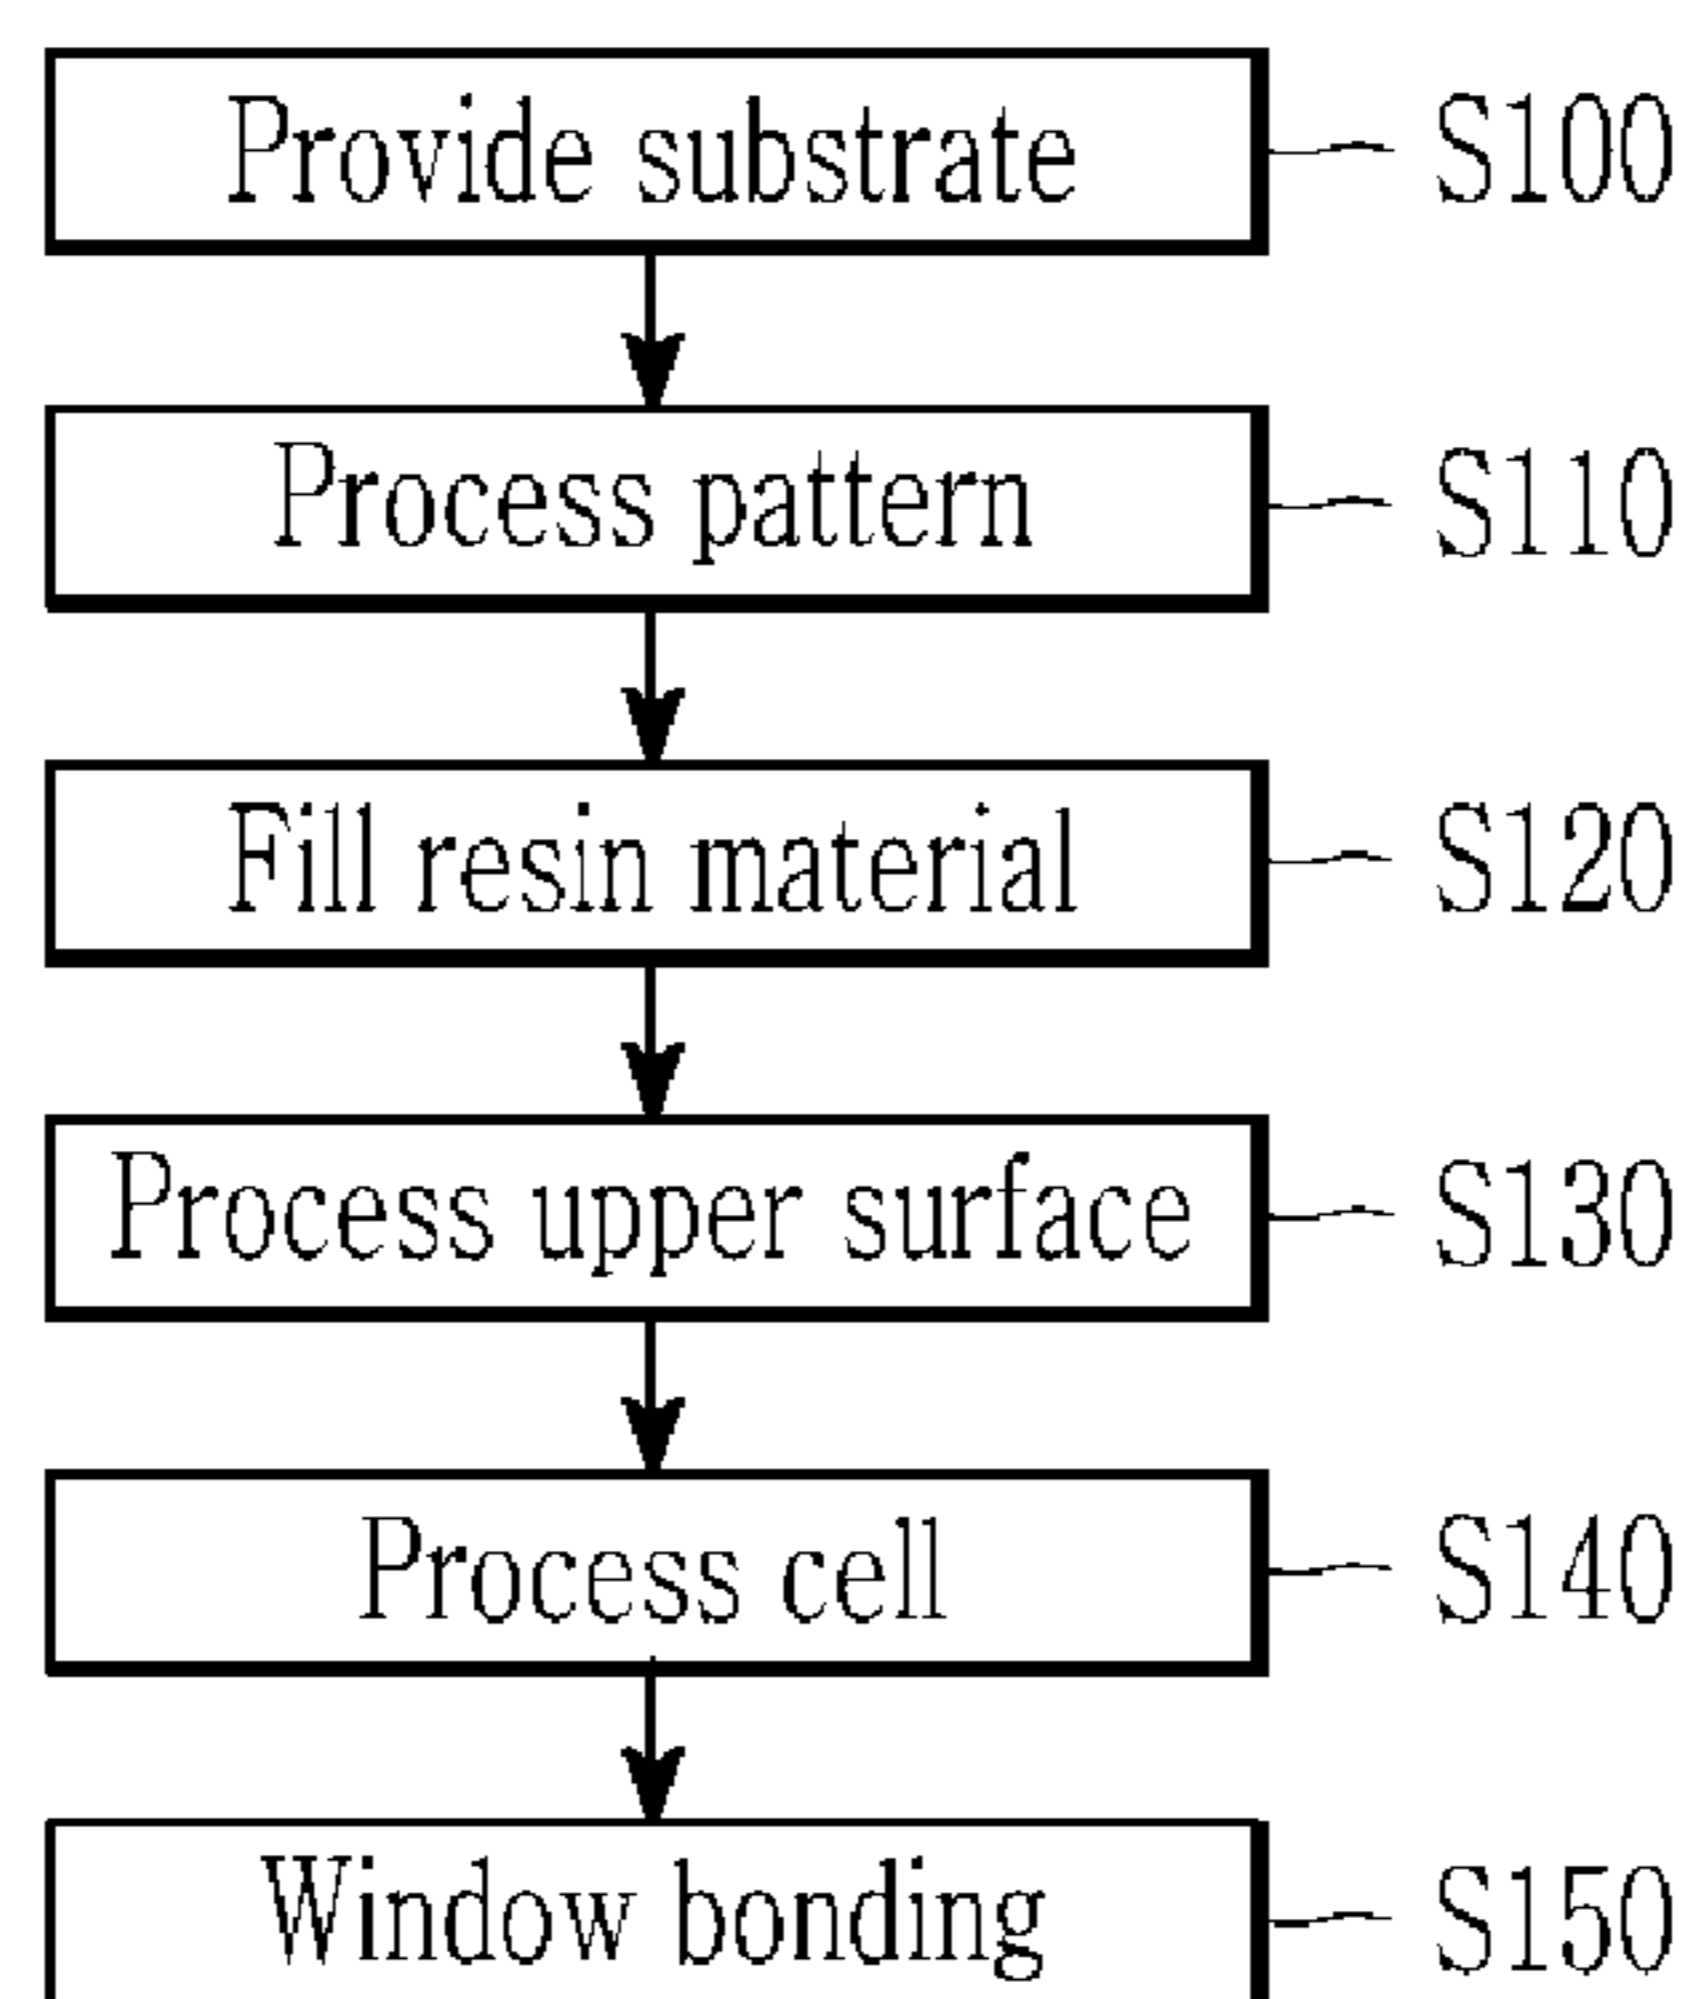 Provide substrate S100
Process pattern S110
Fill resin material S120
Process upper surface S130
Process cell S140
Window bonding S150